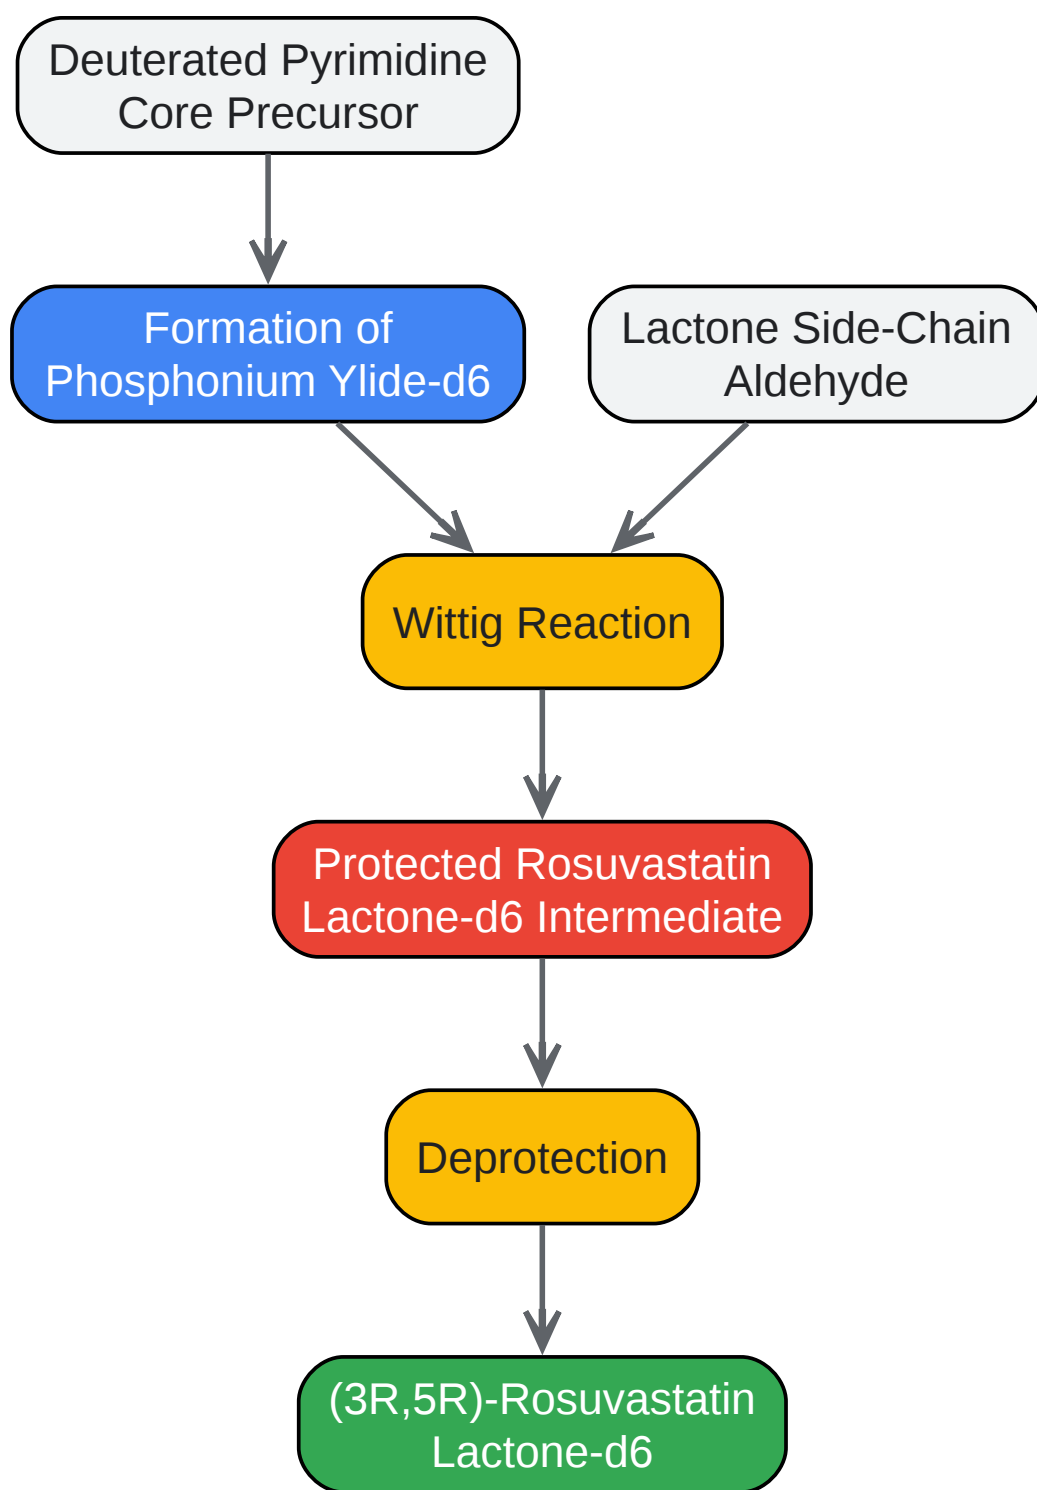 Deuterated Pyrimidine
Core Precursor
Formation of
Phosphonium Ylide-d6
Lactone Side-Chain
Aldehyde
Wittig Reaction
Protected Rosuvastatin
Lactone-d6 Intermediate
Deprotection
(3R,5R)-Rosuvastatin
Lactone-d6